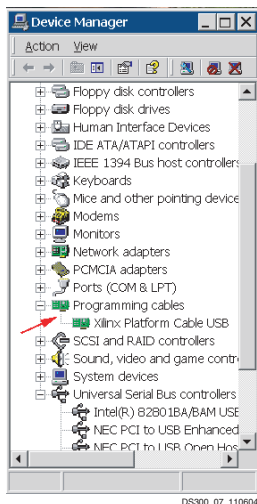 Device Manager
Action View
Floppy disk controllers
Floppy disk drives
Human Interface Devices
IDE ATA/ATAPI controllers
IEEE 1394 Bus host controllers
Keyboards
Mice and other pointing device
Modems
Monitors
Network adapters
PCMCIA adapters
Ports (COM & LPT)
Programming cables
Xilinx Platform Cable USB
SCSI and RAID controllers
Sound, video and game contr
System devices
Universal Serial Bus controllers
Intel(R) 82801BA/BAM USE
NEC PCI to USB Enhanced
NEC PCI to USB Open Hos
DS300_07_110604